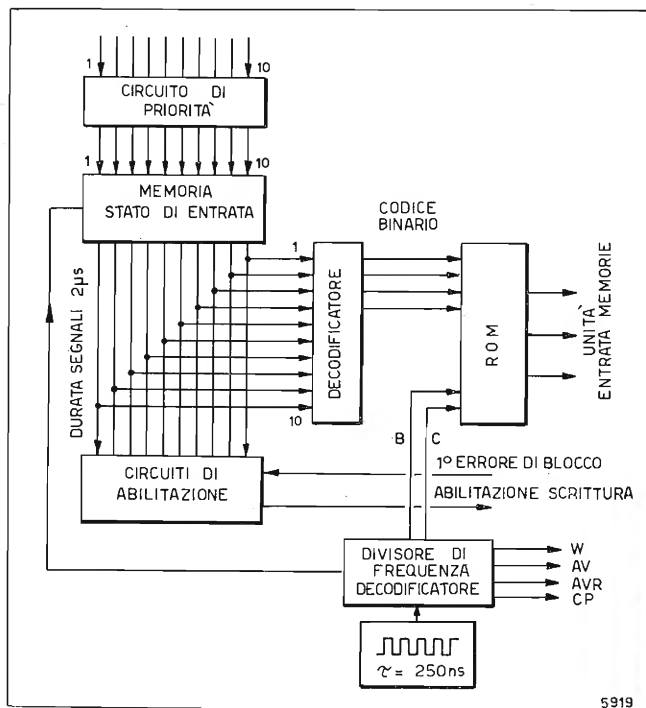 1
10
CIRCUITO DI
PRIORITÀ
1
10
MEMORIA
STATO DI ENTRATA
DURATA SEGNALI 2µs
CODICE
BINARIO
1
10
DECODIFICATORE
ROM
UNITÀ
ENTRATA MEMORIE
B
C
CIRCUITI DI
ABILITAZIONE
1º ERRORE DI BLOCCO
ABILITAZIONE SCRITTURA
DIVISORE DI
FREQUENZA
DECODIFICATORE
W
AV
AVR
CP
τ = 250ns
5919